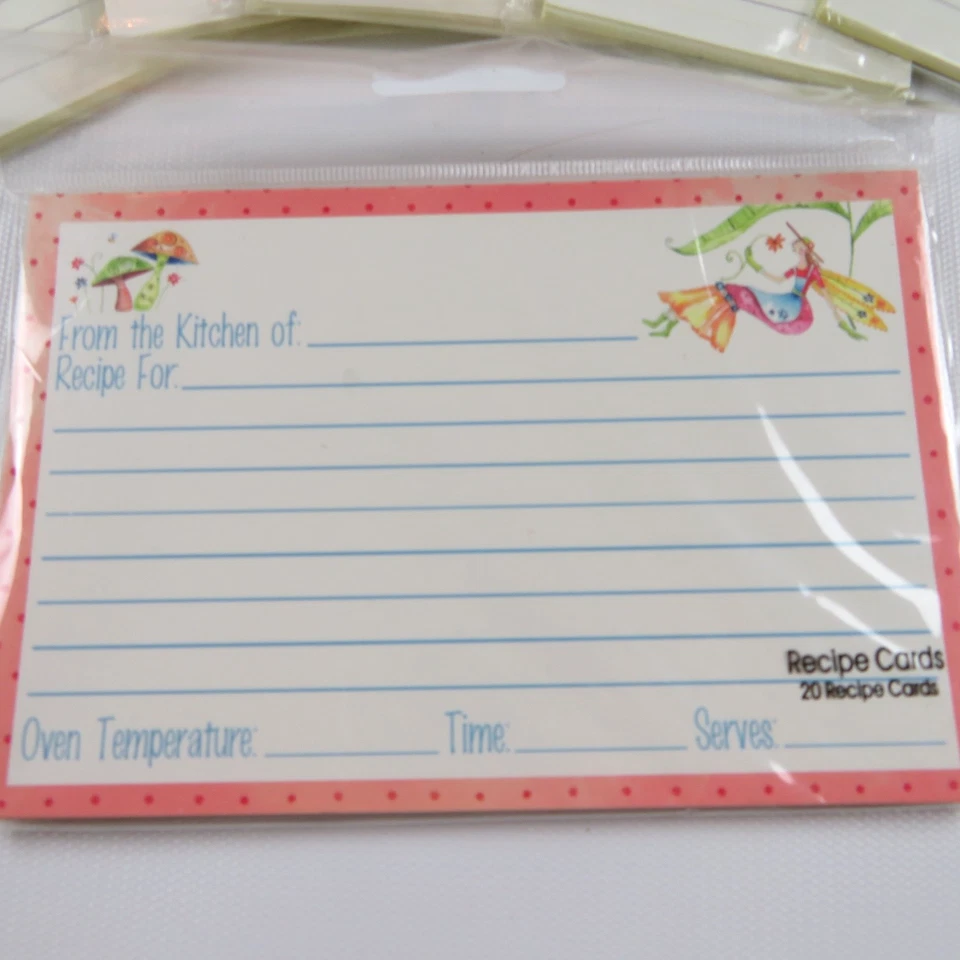 From the Kitchen of:
Recipe For:
Recipe Cards
20 Recipe Cards
Oven Temperature: Time: Serves: